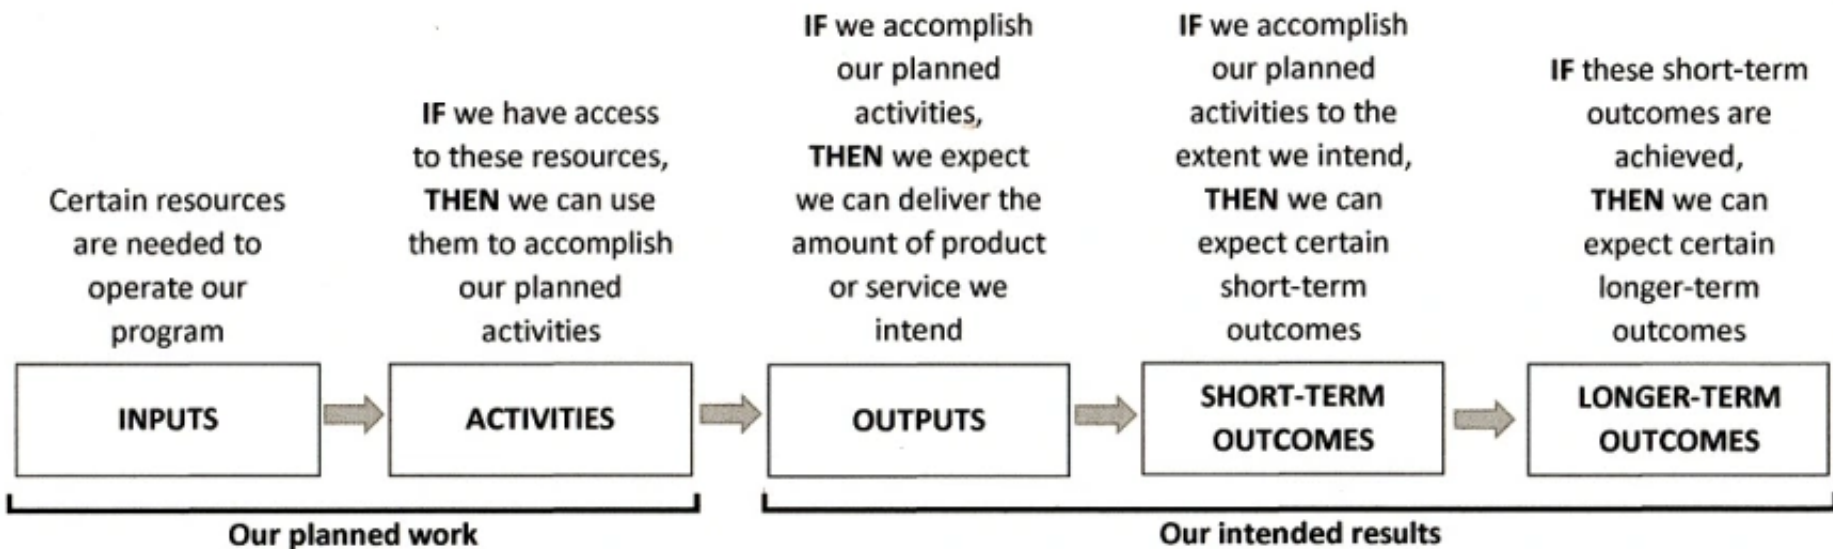 Certain resources
are needed to
operate our
program
IF we have access
to these resources,
THEN we can use
them to accomplish
our planned
activities
IF we accomplish
our planned
activities,
THEN we expect
we can deliver the
amount of product
or service we
intend
IF we accomplish
our planned
activities to the
extent we intend,
THEN we can
expect certain
short-term
outcomes
IF these short-term
outcomes are
achieved,
THEN we can
expect certain
longer-term
outcomes
INPUTS
ACTIVITIES
OUTPUTS
SHORT-TERM
OUTCOMES
LONGER-TERM
OUTCOMES
Our planned work
Our intended results